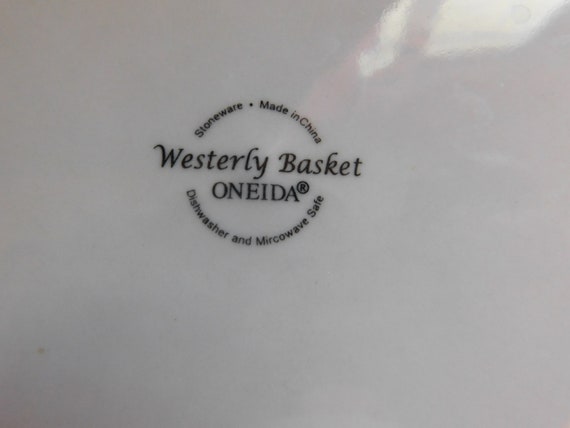 Stoneware • Made in China
Westerly Basket
ONEIDA®
Dishwasher and Mircowave Safe